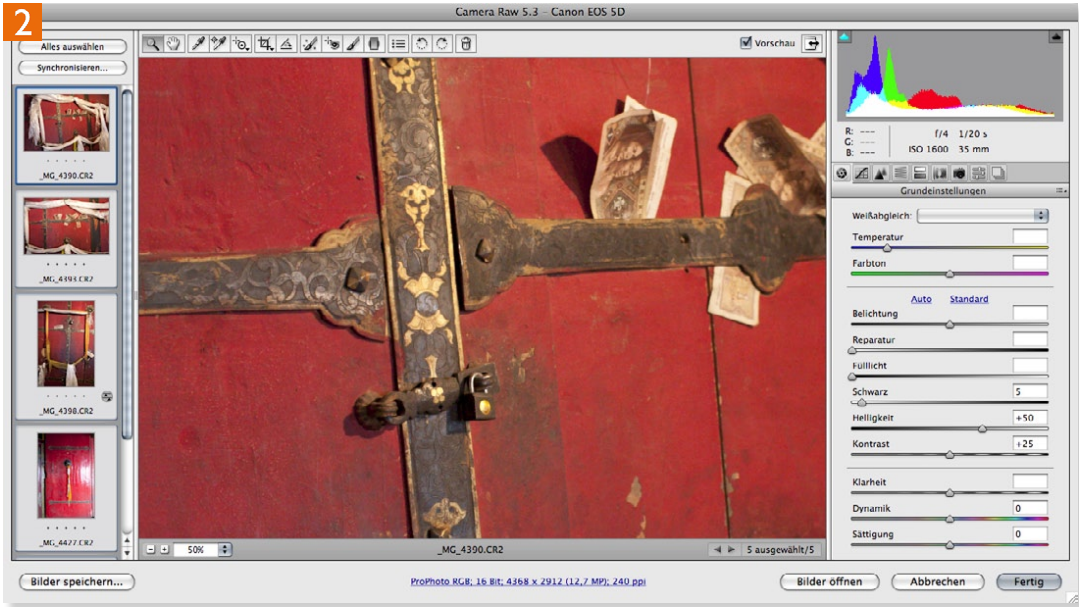 2
Camera Raw 5.3 – Canon EOS 5D
Alles auswählen
Synchronisieren...
_MG_4390.CR2
_MG_4393.CR2
_MG_4398.CR2
_MG_4427.CR2
Vorschau
R: ---
G: ---
B: ---
f/4 1/20 s
ISO 1600 35 mm
Grundeinstellungen
Weißabgleich:
Temperatur
Farbton
Auto Standard
Belichtung
Reparatur
Fülllicht
Schwarz 5
Helligkeit +50
Kontrast +25
Klarheit
Dynamik 0
Sättigung 0
50%
_MG_4390.CR2
5 ausgewählt/5
Bilder speichern...
ProPhoto RGB; 16 Bit; 4368 x 2912 (12,7 MP); 240 ppi
Bilder öffnen
Abbrechen
Fertig